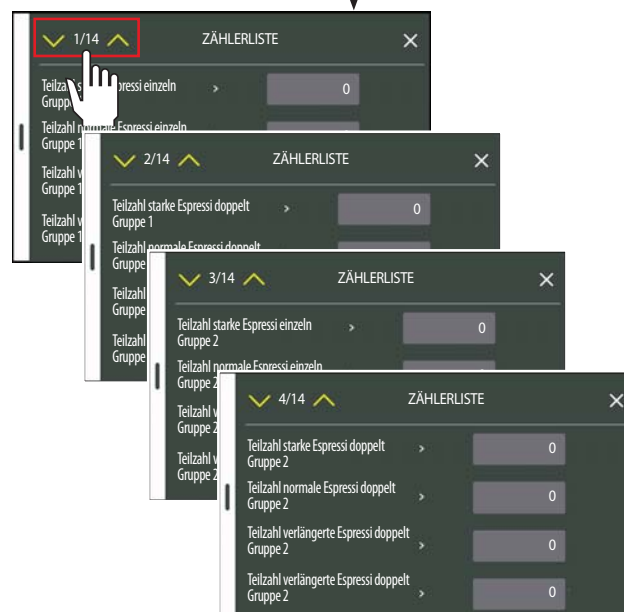 1/14 ZÄHLERLISTE
einzeln 0
Teilzahl normale Espressi einzeln
Gruppe 1
Teilzahl
Gruppe 1
Teilzahl
Gruppe 1
2/14 ZÄHLERLISTE
Teilzahl starke Espressi doppelt 0
Gruppe 1
Teilzahl normale Espressi doppelt
Gruppe
Teilzahl
Gruppe
Teilzahl
Gruppe
3/14 ZÄHLERLISTE
Teilzahl starke Espressi einzeln 0
Gruppe 2
Teilzahl normale Espressi einzeln
Gruppe 2
Teilzahl
Gruppe 2
Teilzahl
Gruppe 2
4/14 ZÄHLERLISTE
Teilzahl starke Espressi doppelt 0
Gruppe 2
Teilzahl normale Espressi doppelt 0
Gruppe 2
Teilzahl verlängerte Espressi doppelt 0
Gruppe 2
Teilzahl verlängerte Espressi doppelt 0
Gruppe 2